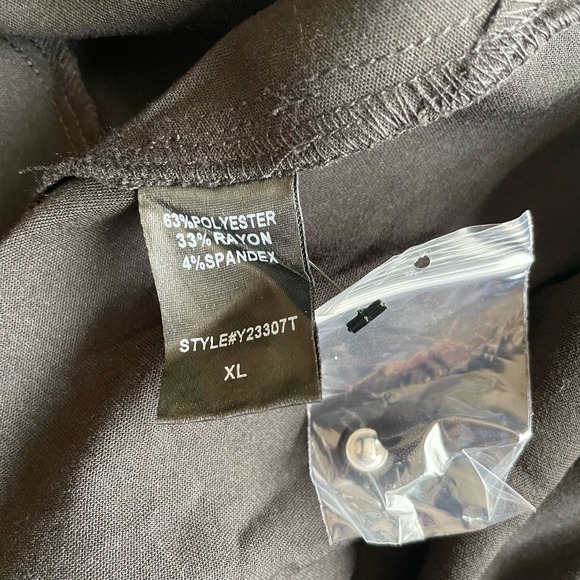 63%POLYESTER
33% RAYON
4%SPANDEX
STYLE#Y23307T
XL